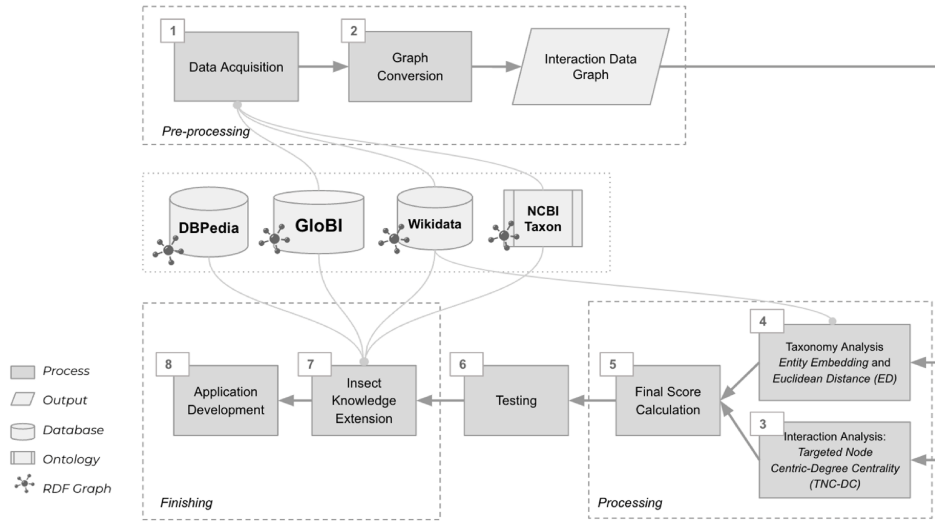 1
Data Acquisition
2
Graph
Conversion
Interaction Data
Graph
Pre-processing
DBPedia
GloBI
Wikidata
NCBI
Taxon
8
Application
Development
7
Insect
Knowledge
Extension
Finishing
6
Testing
5
Final Score
Calculation
4
Taxonomy Analysis
Entity Embedding and
Euclidean Distance (ED)
3
Interaction Analysis:
Targeted Node
Centric-Degree Centrality
(TNC-DC)
Processing
Process
Output
Database
Ontology
RDF Graph